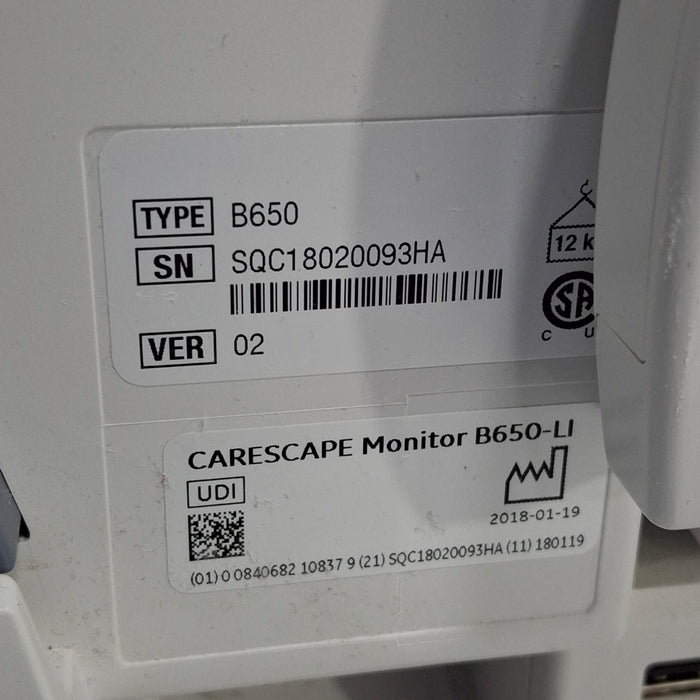 TYPE B650
12 k
SN SQC18020093HA
SA
C U
VER 02
CARESCAPE Monitor B650-LI
UDI
2018-01-19
(01) 0 0840682 10837 9 (21) SQC18020093HA (11) 180119